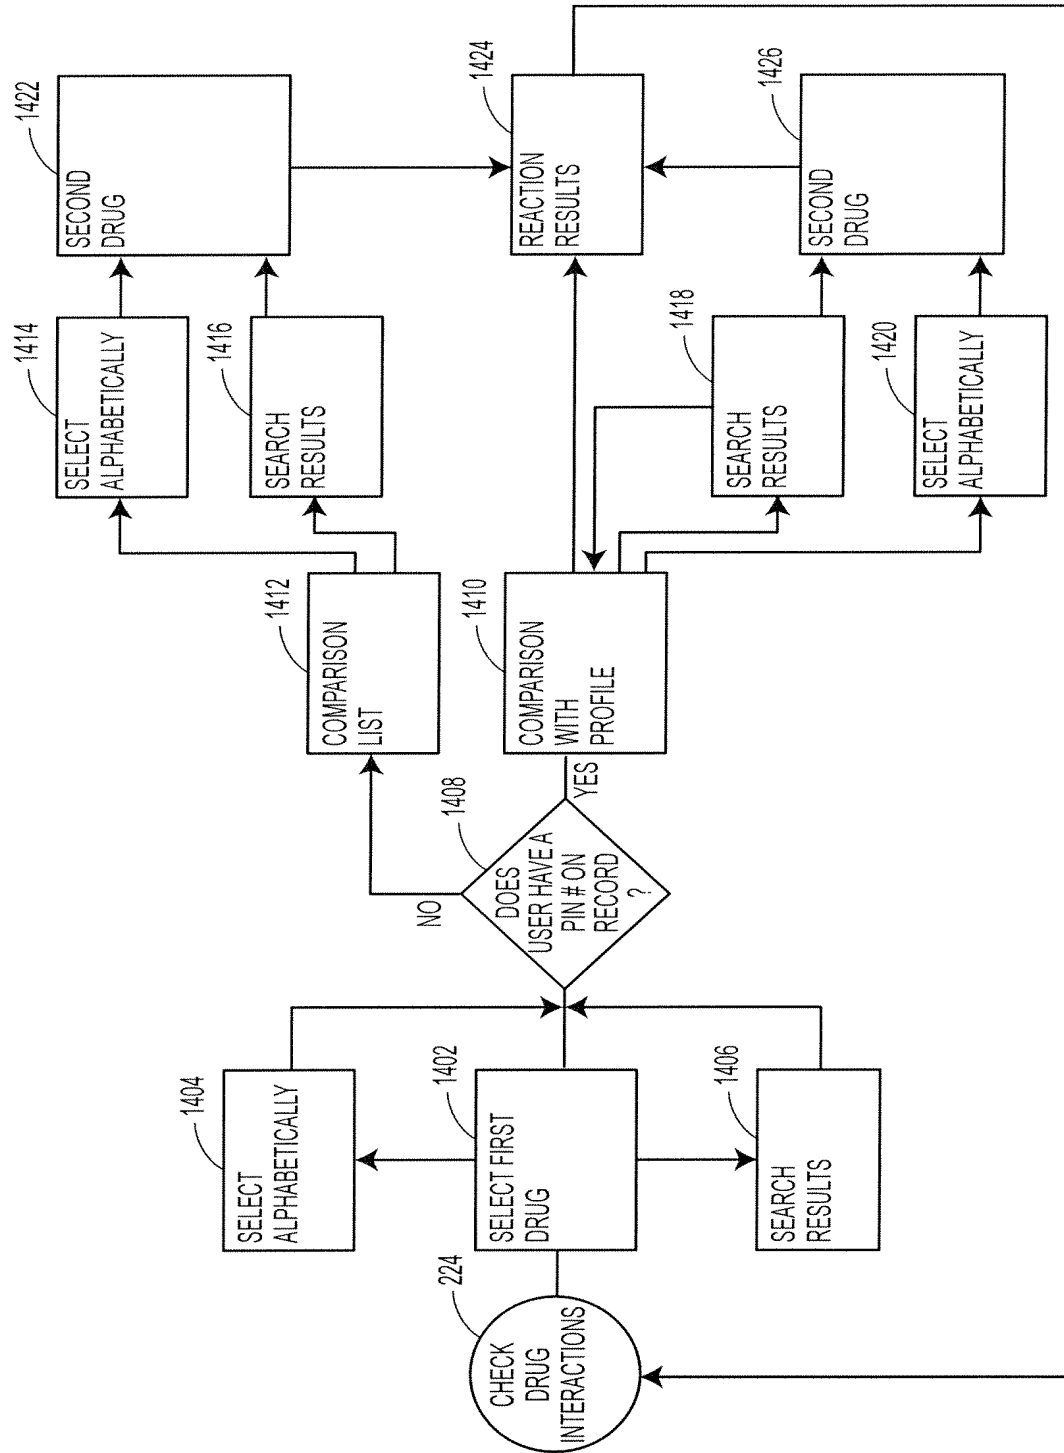 CHECK
DRUG
INTERACTIONS
224
SELECT
ALPHABETICALLY
1404
SELECT FIRST
DRUG
1402
SEARCH
RESULTS
1406
DOES
USER HAVE A
PIN # ON
RECORD
?
1408
NO
YES
COMPARISON
LIST
1412
COMPARISON
WITH
PROFILE
1410
SELECT
ALPHABETICALLY
1414
SEARCH
RESULTS
1416
SEARCH
RESULTS
1418
SELECT
ALPHABETICALLY
1420
SECOND
DRUG
1422
REACTION
RESULTS
1424
SECOND
DRUG
1426